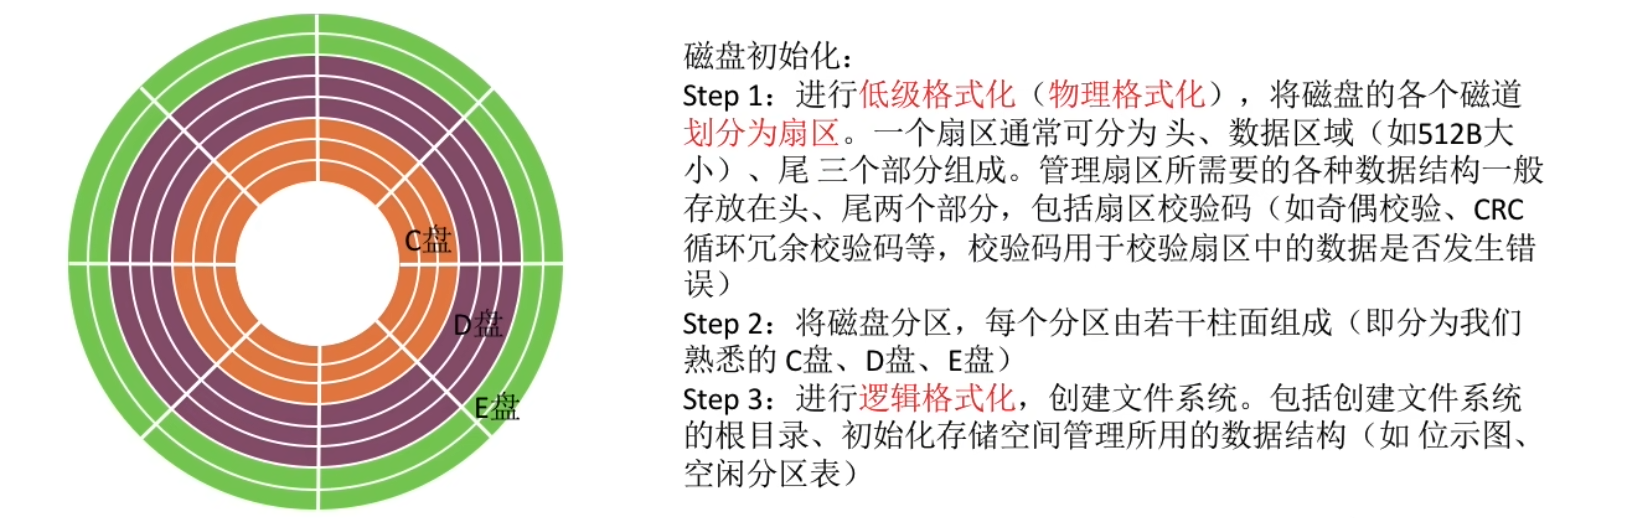 C盘
D盘
E盘
磁盘初始化：
Step 1：进行低级格式化（物理格式化），将磁盘的各个磁道
划分为扇区。一个扇区通常可分为 头、数据区域（如512B大
小）、尾 三个部分组成。管理扇区所需要的各种数据结构一般
存放在头、尾两个部分，包括扇区校验码（如奇偶校验、CRC
循环冗余校验码等，校验码用于校验扇区中的数据是否发生错
误）
Step 2：将磁盘分区，每个分区由若干柱面组成（即分为我们
熟悉的 C盘、D盘、E盘）
Step 3：进行逻辑格式化，创建文件系统。包括创建文件系统
的根目录、初始化存储空间管理所用的数据结构（如 位示图、
空闲分区表）